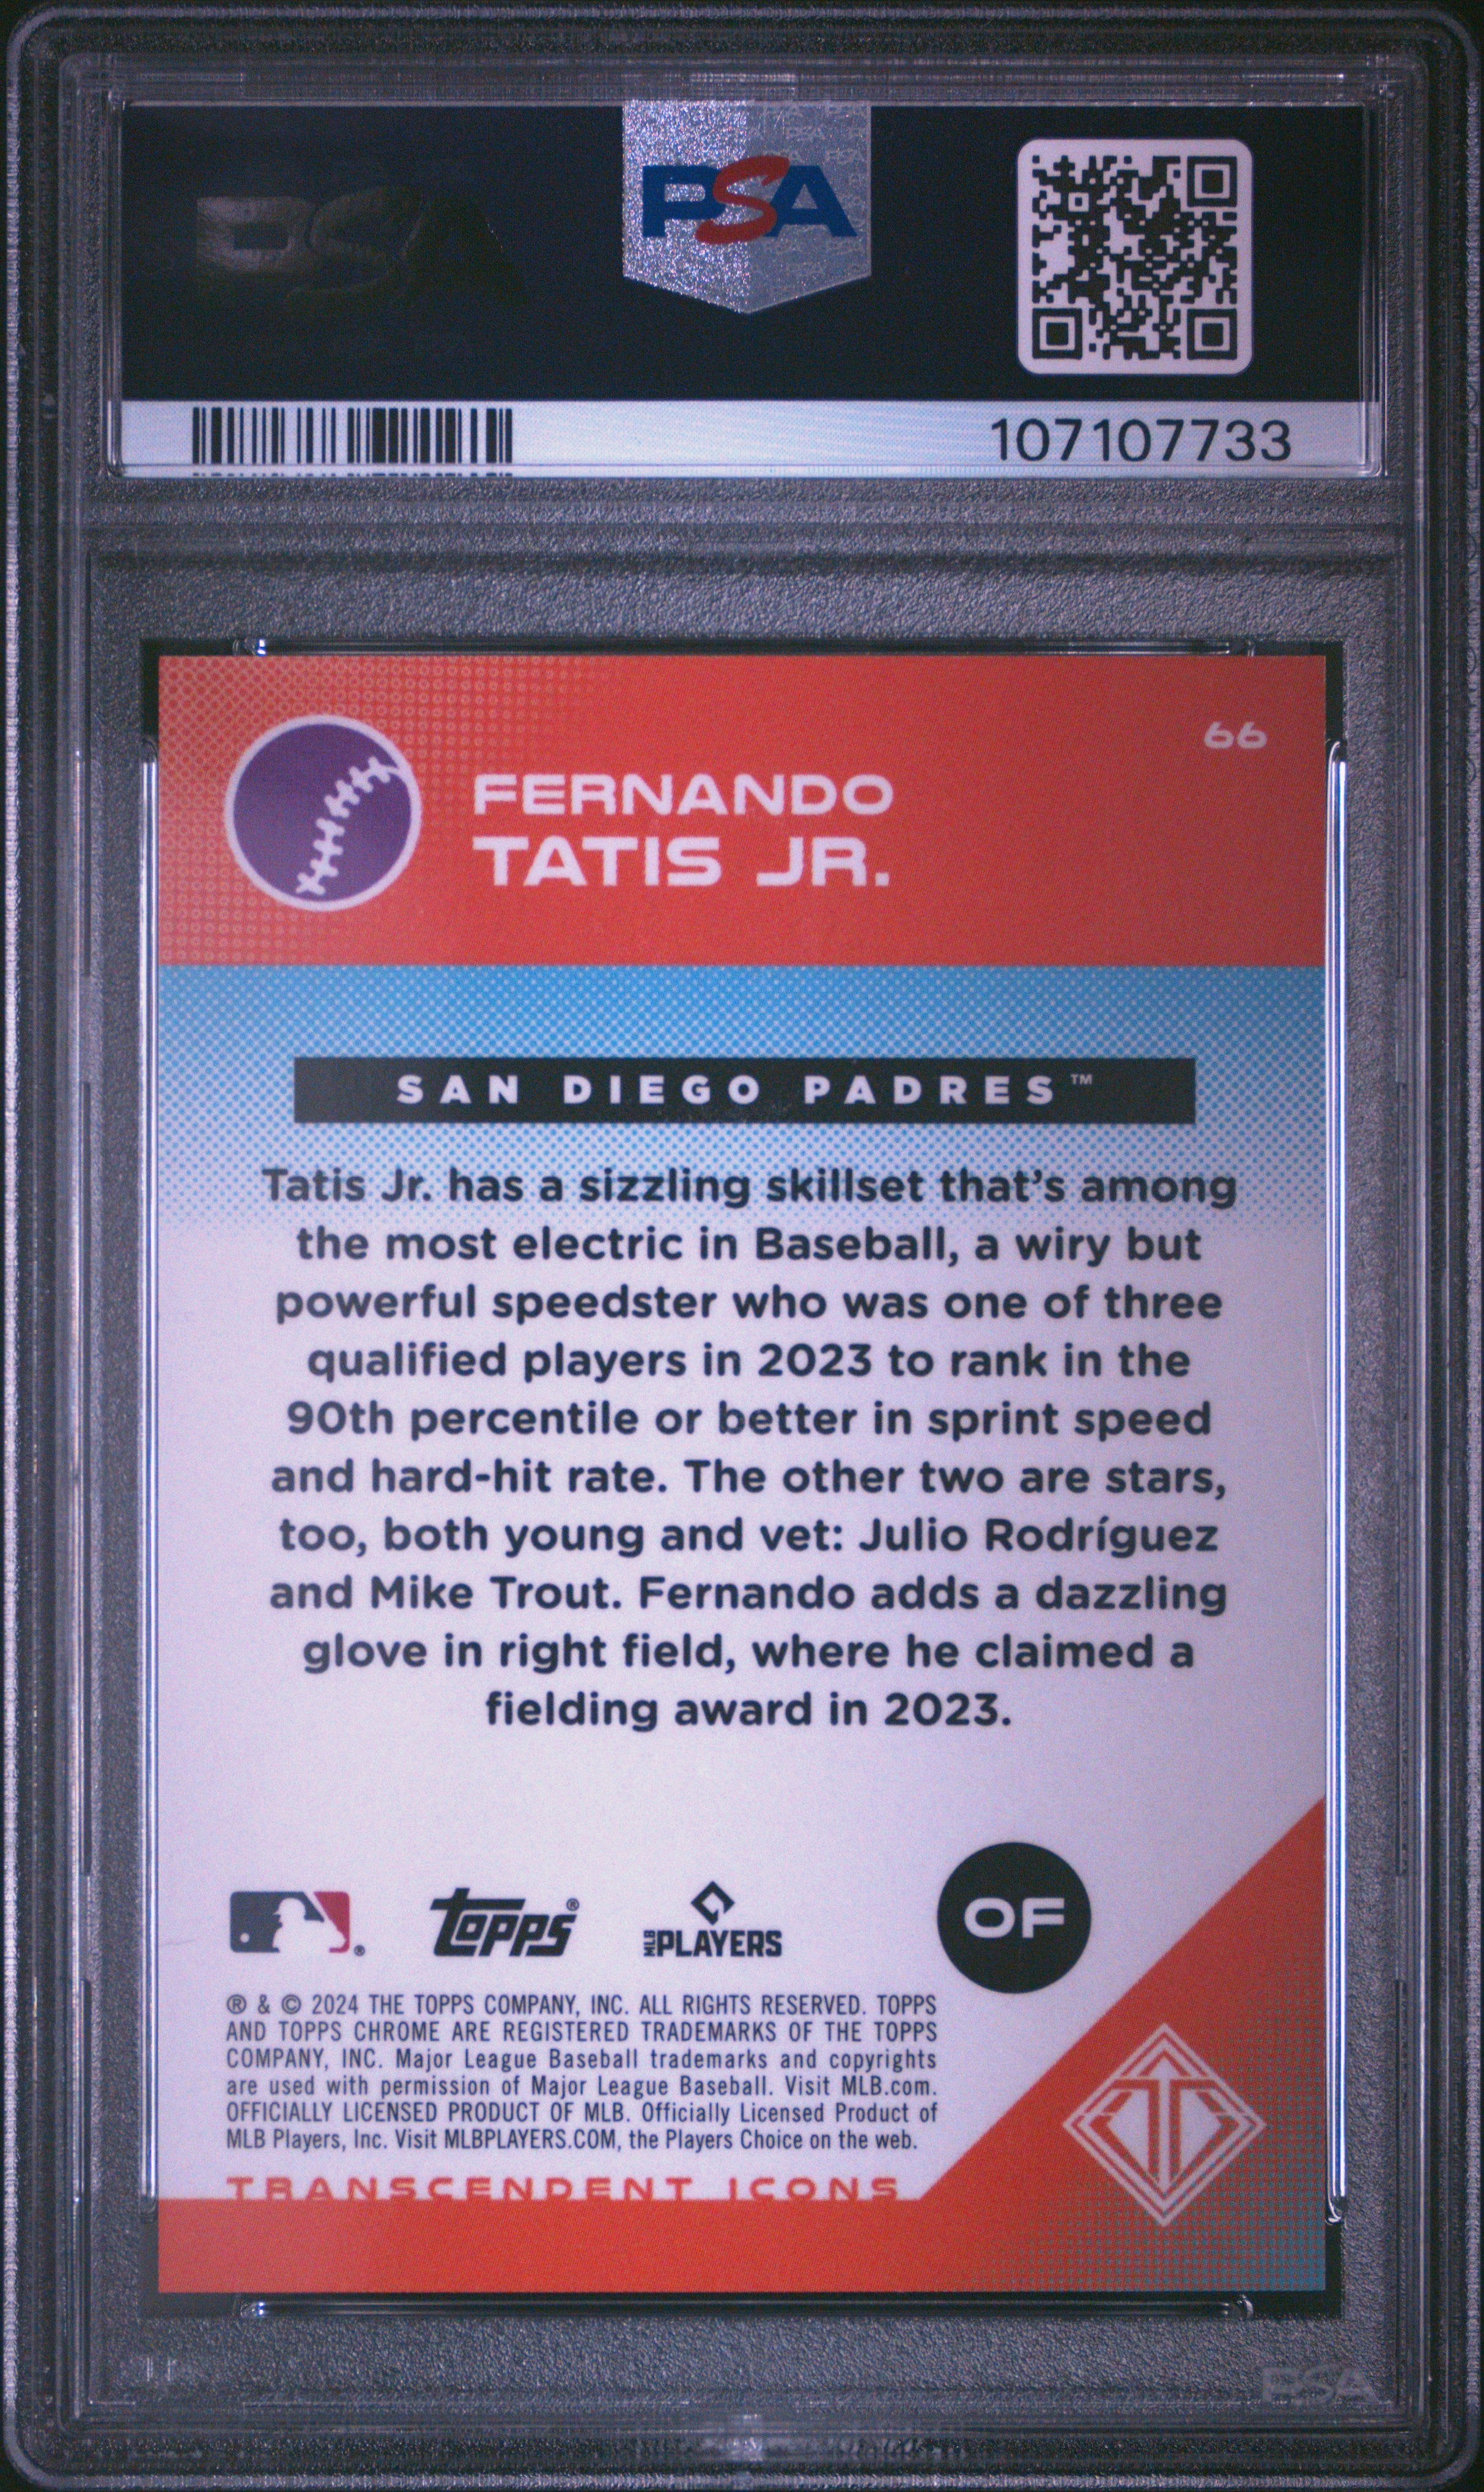 PSA
PSA
107107733
66
FERNANDO
TATIS JR.
SAN DIEGO PADRES™
Tatis Jr. has a sizzling skillset that's among
the most electric in Baseball, a wiry but
powerful speedster who was one of three
qualified players in 2023 to rank in the
90th percentile or better in sprint speed
and hard-hit rate. The other two are stars,
too, both young and vet: Julio Rodríguez
and Mike Trout. Fernando adds a dazzling
glove in right field, where he claimed a
fielding award in 2023.
OF
® Topps® MLB PLAYERS
® & © 2024 THE TOPPS COMPANY, INC. ALL RIGHTS RESERVED. TOPPS
AND TOPPS CHROME ARE REGISTERED TRADEMARKS OF THE TOPPS
COMPANY, INC. Major League Baseball trademarks and copyrights
are used with permission of Major League Baseball. Visit MLB.com.
OFFICIALLY LICENSED PRODUCT OF MLB. Officially Licensed Product of
MLB Players, Inc. Visit MLBPLAYERS.COM, the Players Choice on the web.
TRANSCENDENT ICONS
PSA